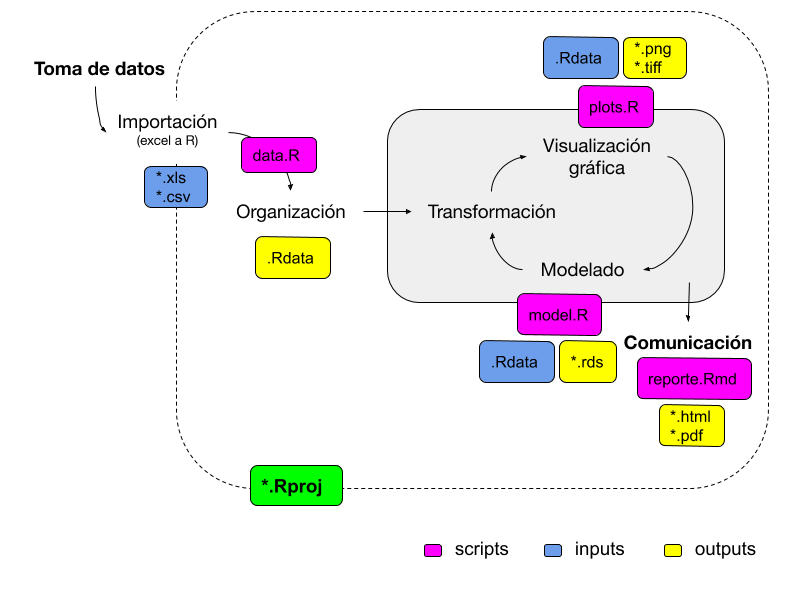 Toma de datos
Importación
(excel a R)
*.xls
*.csv
data.R
Organización
.Rdata
.Rdata
*.png
*.tiff
plots.R
Visualización
gráfica
Transformación
Modelado
model.R
.Rdata
*.rds
Comunicación
reporte.Rmd
*.html
*.pdf
*.Rproj
scripts
inputs
outputs